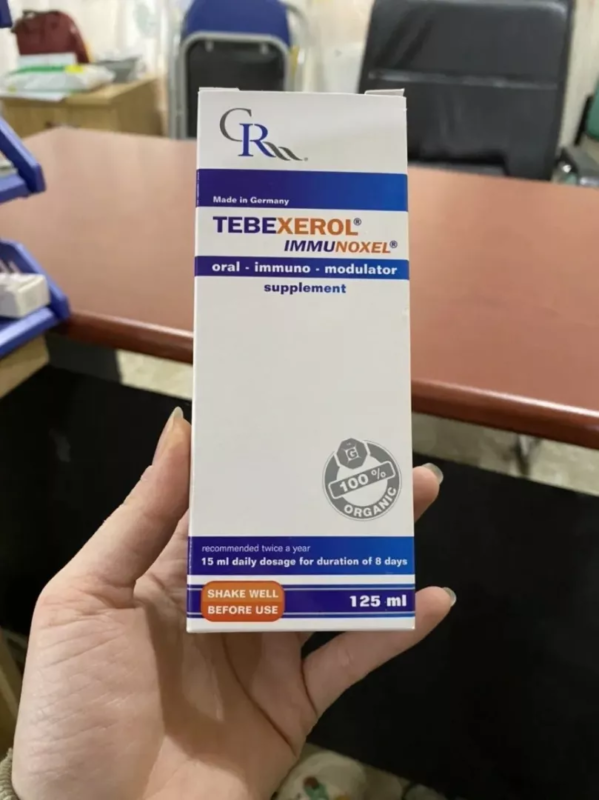 CR
Made in Germany
TEBEXEROL®
IMMUNOXEL®
oral - immuno - modulator
supplement
G
100 %
ORGANIC
recommended twice a year
15 ml daily dosage for duration of 8 days
SHAKE WELL
BEFORE USE
125 ml